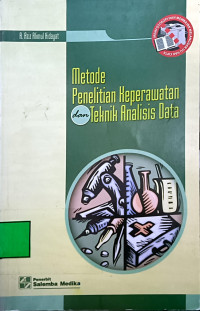 A. Aziz Alimul Hidayat
Metode
Penelitian Keperawatan
dan Teknik Analisis Data
Penerbit
Salemba Medika